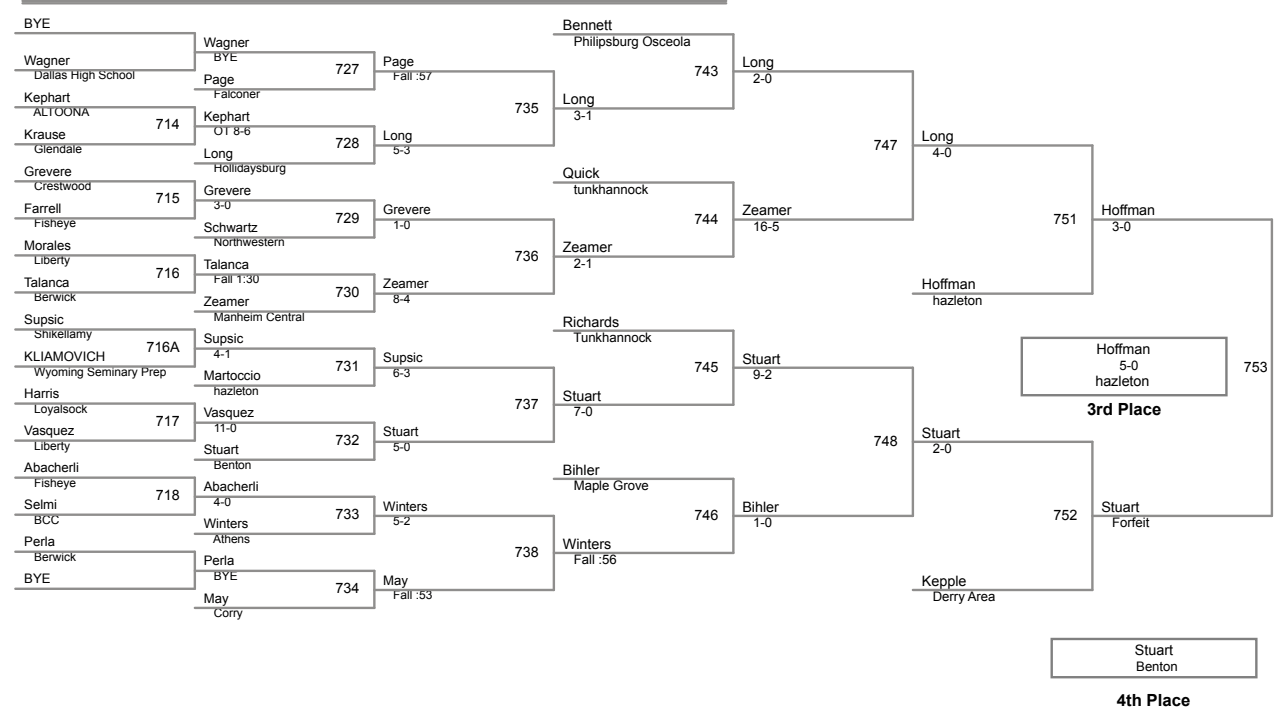 BYE
Wagner
Dallas High School
Kephart
ALTOONA
714
Krause
Glendale
Grevere
Crestwood
715
Farrell
Fisheye
Morales
Liberty
716
Talanca
Berwick
Supsic
Shikellamy
716A
KLIAMOVICH
Wyoming Seminary Prep
Harris
Loyalsock
717
Vasquez
Liberty
Abacherli
Fisheye
718
Selmi
BCC
Perla
Berwick
BYE
Wagner
BYE
727
Page
Falconer
Kephart
OT 8-6
728
Long
Hollidaysburg
Grevere
3-0
729
Schwartz
Northwestern
Talanca
Fall 1:30
730
Zeamer
Manheim Central
Supsic
4-1
731
Martoccio
hazleton
Vasquez
11-0
732
Stuart
Benton
Abacherli
4-0
733
Winters
Athens
Perla
BYE
734
May
Corry
Page
Fall :57
735
Long
5-3
Grevere
1-0
736
Zeamer
8-4
Supsic
6-3
737
Stuart
5-0
Winters
5-2
738
May
Fall :53
Bennett
Philipsburg Osceola
743
Long
3-1
Quick
tunkhannock
744
Zeamer
2-1
Richards
Tunkhannock
745
Stuart
7-0
Bihler
Maple Grove
746
Winters
Fall :56
Long
2-0
747
Zeamer
16-5
Stuart
9-2
748
Bihler
1-0
Long
4-0
751
Hoffman
hazleton
Stuart
2-0
752
Kepple
Derry Area
Hoffman
3-0
753
Stuart
Forfeit
Hoffman
5-0
hazleton
3rd Place
Stuart
Benton
4th Place